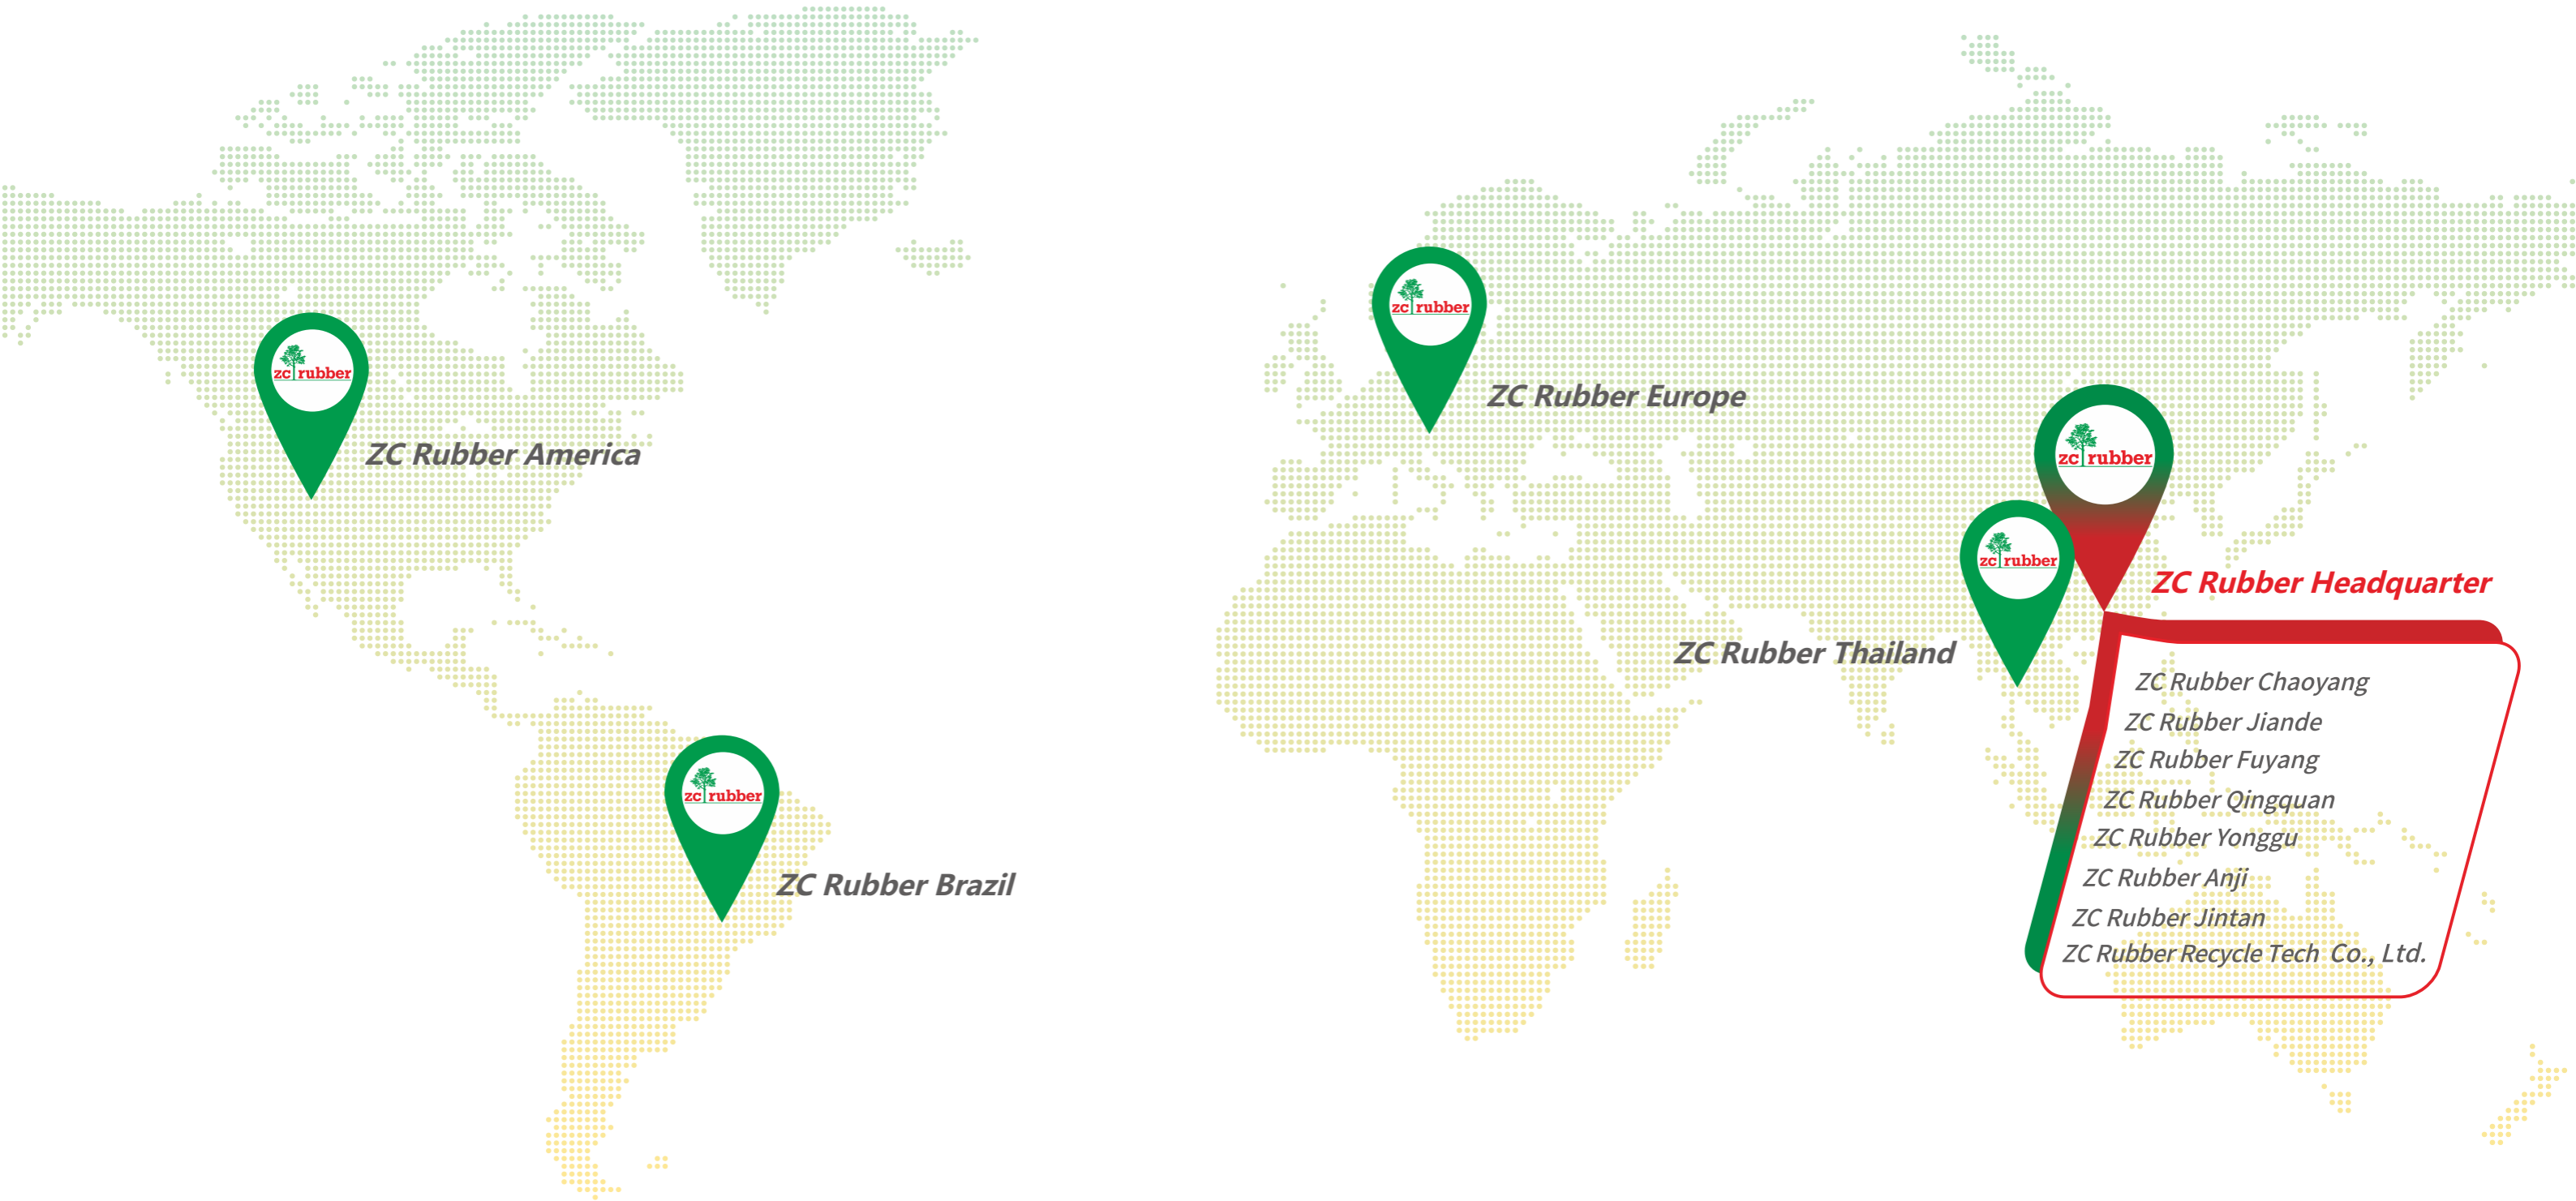 zc rubber
ZC Rubber Europe
zc rubber
ZC Rubber America
zc rubber
zc rubber
ZC Rubber Headquarter
ZC Rubber Thailand
ZC Rubber Chaoyang
ZC Rubber Jiande
ZC Rubber Fuyang
ZC Rubber Qingquan
ZC Rubber Yonggu
ZC Rubber Anji
ZC Rubber Jintan
ZC Rubber Recycle Tech Co., Ltd.
zc rubber
ZC Rubber Brazil